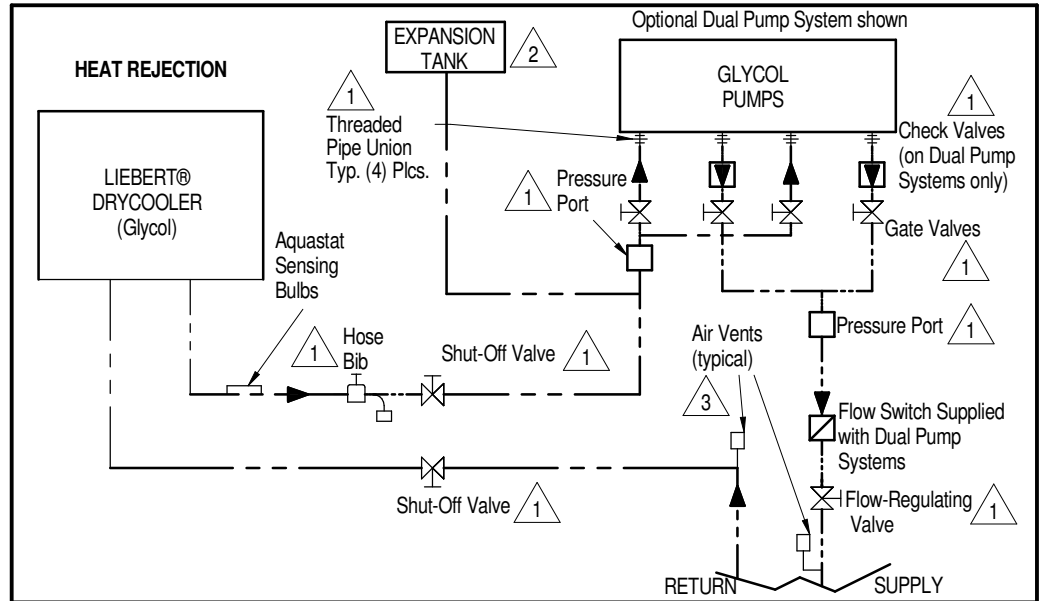 Optional Dual Pump System shown
EXPANSION
TANK
2
HEAT REJECTION
GLYCOL
PUMPS
1
Threaded
Pipe Union
Typ. (4) Plcs.
1
Check Valves
(on Dual Pump
Systems only)
LIEBERT®
DRYCOOLER
(Glycol)
1
Pressure
Port
Gate Valves
1
Aquastat
Sensing
Bulbs
1
Hose
Bib
Shut-Off Valve
1
Air Vents
(typical)
3
Pressure Port
1
Flow Switch Supplied
with Dual Pump
Systems
Shut-Off Valve
1
Flow-Regulating
Valve
1
RETURN
SUPPLY